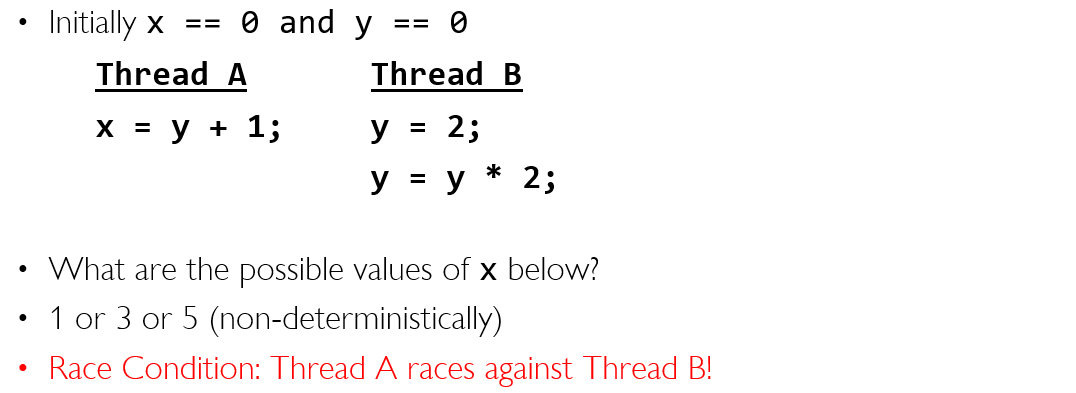 • Initially x == 0 and y == 0
Thread A Thread B
x = y + 1; y = 2;
y = y * 2;
• What are the possible values of x below?
• 1 or 3 or 5 (non-deterministically)
• Race Condition: Thread A races against Thread B!